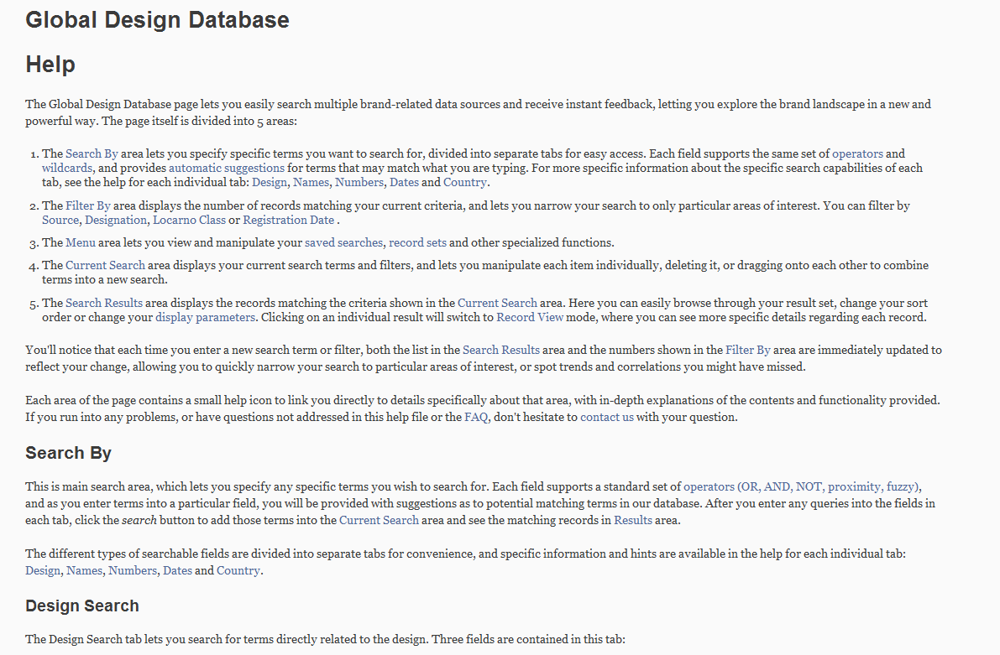 Global Design Database
Help
The Global Design Database page lets you easily search multiple brand-related data sources and receive instant feedback, letting you explore the brand landscape in a new and
powerful way. The page itself is divided into 5 areas:
1. The Search By area lets you specify specific terms you want to search for, divided into separate tabs for easy access. Each field supports the same set of operators and
wildcards, and provides automatic suggestions for terms that may match what you are typing. For more specific information about the specific search capabilities of each
tab, see the help for each individual tab: Design, Names, Numbers, Dates and Country.
2. The Filter By area displays the number of records matching your current criteria, and lets you narrow your search to only particular areas of interest. You can filter by
Source, Designation, Locarno Class or Registration Date .
3. The Menu area lets you view and manipulate your saved searches, record sets and other specialized functions.
4. The Current Search area displays your current search terms and filters, and lets you manipulate each item individually, deleting it, or dragging onto each other to combine
terms into a new search.
5. The Search Results area displays the records matching the criteria shown in the Current Search area. Here you can easily browse through your result set, change your sort
order or change your display parameters. Clicking on an individual result will switch to Record View mode, where you can see more specific details regarding each record.
You'll notice that each time you enter a new search term or filter, both the list in the Search Results area and the numbers shown in the Filter By area are immediately updated to
reflect your change, allowing you to quickly narrow your search to particular areas of interest, or spot trends and correlations you might have missed.
Each area of the page contains a small help icon to link you directly to details specifically about that area, with in-depth explanations of the contents and functionality provided.
If you run into any problems, or have questions not addressed in this help file or the FAQ, don't hesitate to contact us with your question.
Search By
This is main search area, which lets you specify any specific terms you wish to search for. Each field supports a standard set of operators (OR, AND, NOT, proximity, fuzzy),
and as you enter terms into a particular field, you will be provided with suggestions as to potential matching terms in our database. After you enter any queries into the fields in
each tab, click the search button to add those terms into the Current Search area and see the matching records in Results area.
The different types of searchable fields are divided into separate tabs for convenience, and specific information and hints are available in the help for each individual tab:
Design, Names, Numbers, Dates and Country.
Design Search
The Design Search tab lets you search for terms directly related to the design. Three fields are contained in this tab: